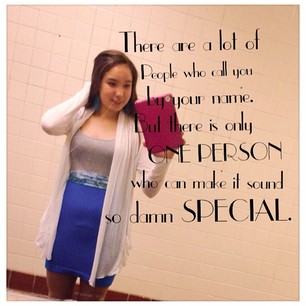 There are a lot of
People who call you
by your name.
But there is only
ONE PERSON
who can make it sound
so damn SPECIAL.